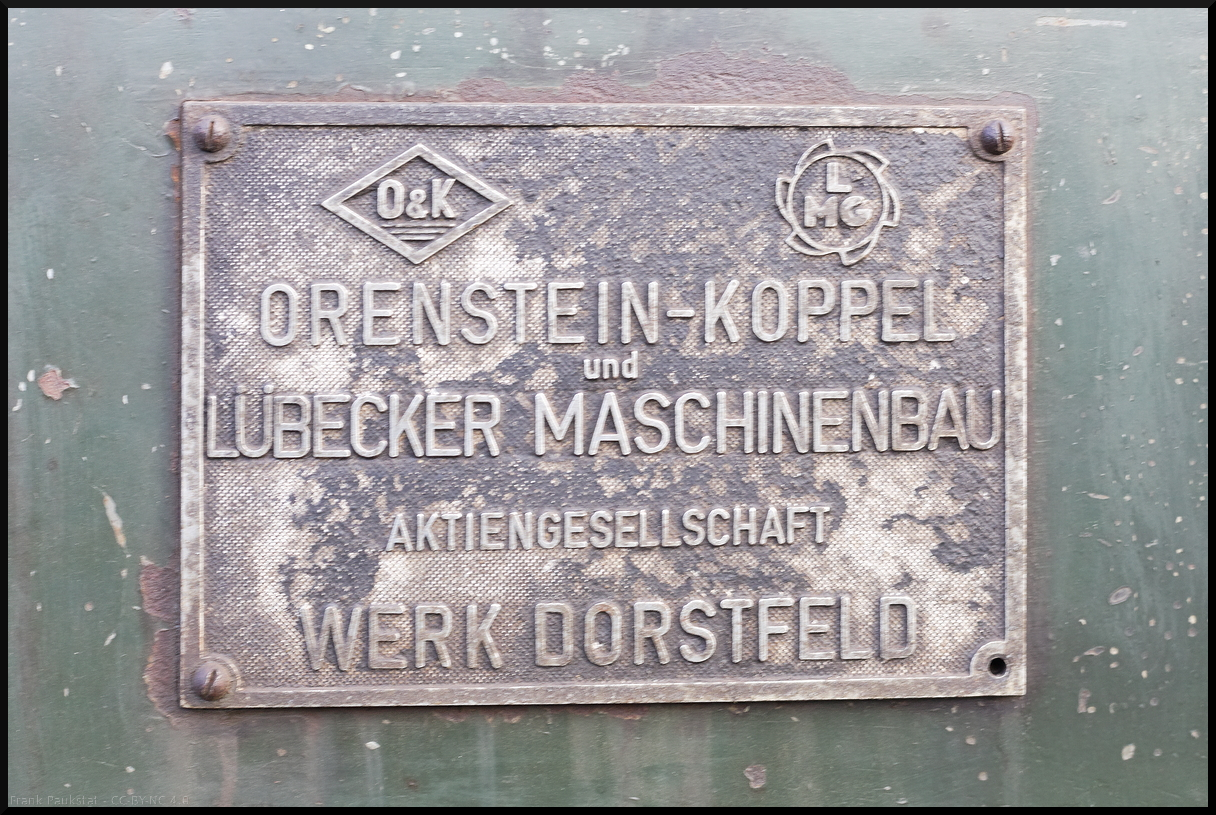 O&K
L
MG
ORENSTEIN-KOPPEL
und
LÜBECKER MASCHINENBAU
AKTIENGESELLSCHAFT
WERK DORSTFELD
Frank Paukstat - CC-BY-NC 4.0